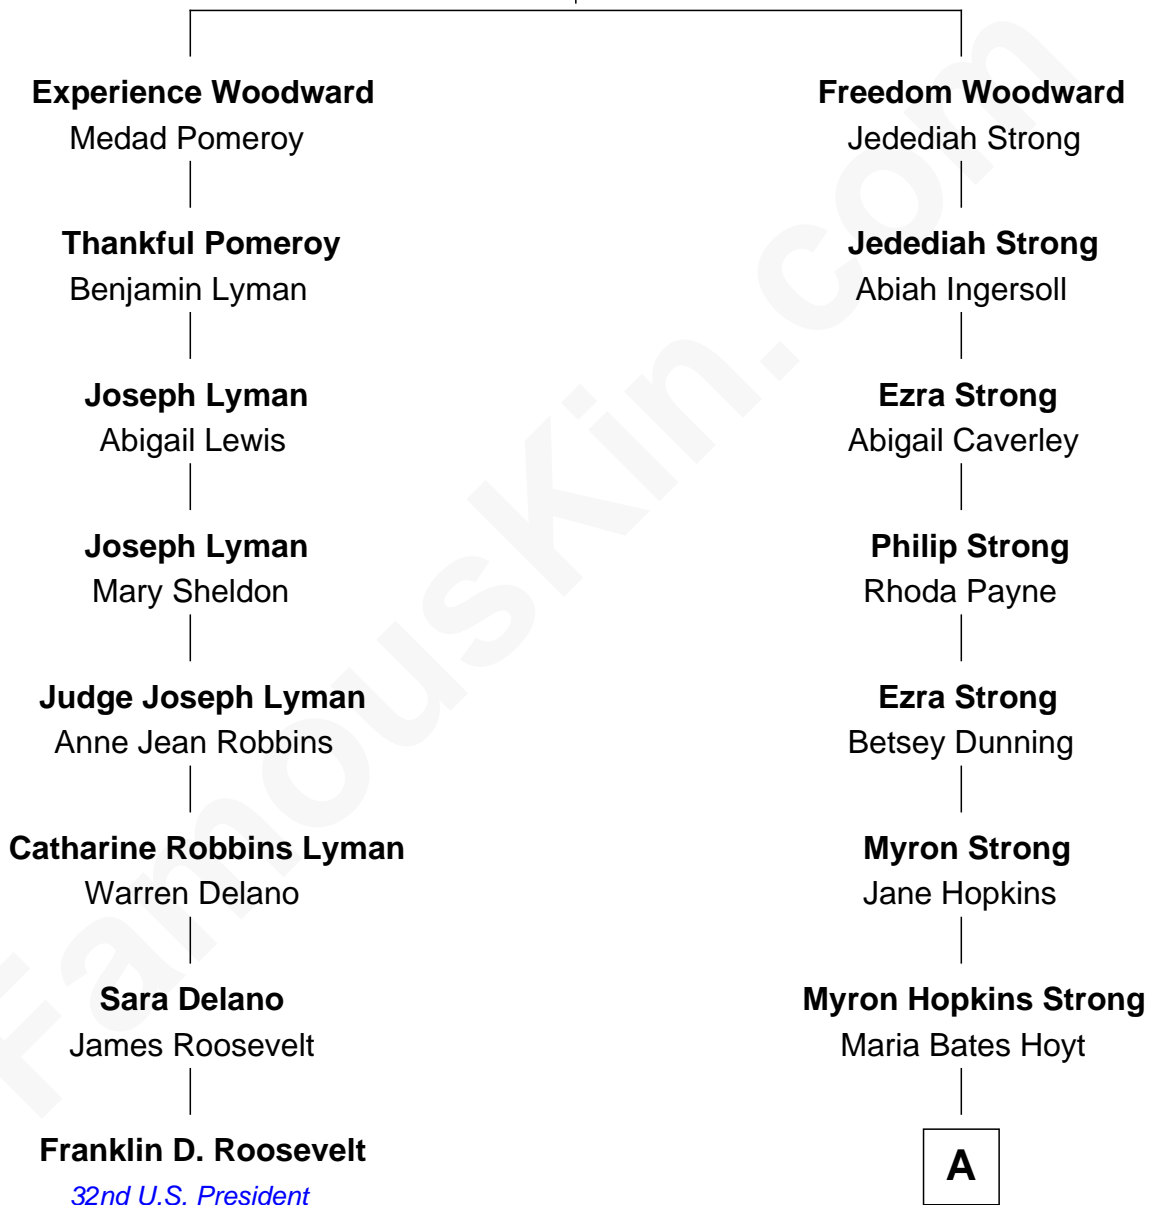 Experience Woodward
Medad Pomeroy
Freedom Woodward
Jedediah Strong
Thankful Pomeroy
Benjamin Lyman
Jedediah Strong
Abiah Ingersoll
Joseph Lyman
Abigail Lewis
Ezra Strong
Abigail Caverley
Joseph Lyman
Mary Sheldon
Philip Strong
Rhoda Payne
Judge Joseph Lyman
Anne Jean Robbins
Ezra Strong
Betsey Dunning
Catharine Robbins Lyman
Warren Delano
Myron Strong
Jane Hopkins
Sara Delano
James Roosevelt
Myron Hopkins Strong
Maria Bates Hoyt
Franklin D. Roosevelt
32nd U.S. President
A
FamousKin.com